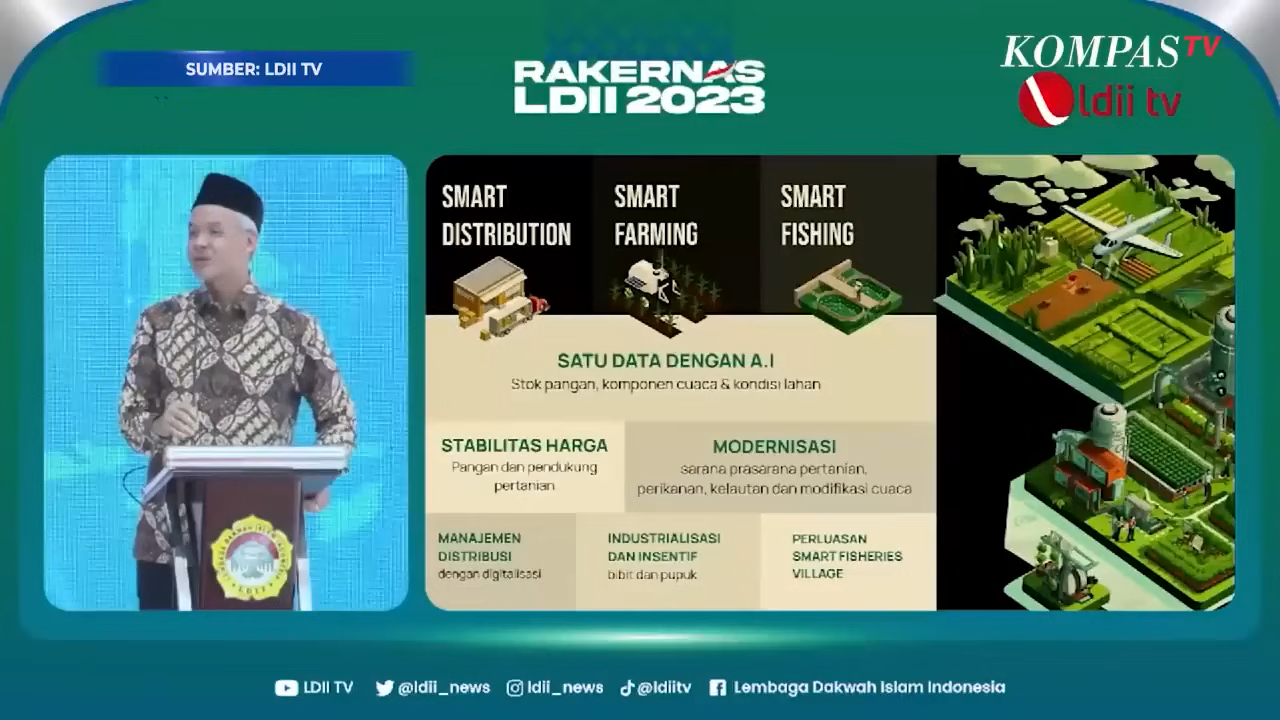 SUMBER: LDII TV
RAKERNAS
LDII 2023
KOMPAS TV
ldii tv
SMART
DISTRIBUTION
SMART
FARMING
SMART
FISHING
SATU DATA DENGAN A.I
Stok pangan, komponen cuaca & kondisi lahan
STABILITAS HARGA
Pangan dan pendukung
pertanian
MODERNISASI
sarana prasarana pertanian,
perikanan, kelautan dan modifikasi cuaca
MANAJEMEN
DISTRIBUSI
dengan digitalisasi
INDUSTRIALISASI
DAN INSENTIF
bibit dan pupuk
PERLUASAN
SMART FISHERIES
VILLAGE
LDII
LDII TV
@ldii_news
ldii_news
@ldiitv
Lembaga Dakwah Islam Indonesia